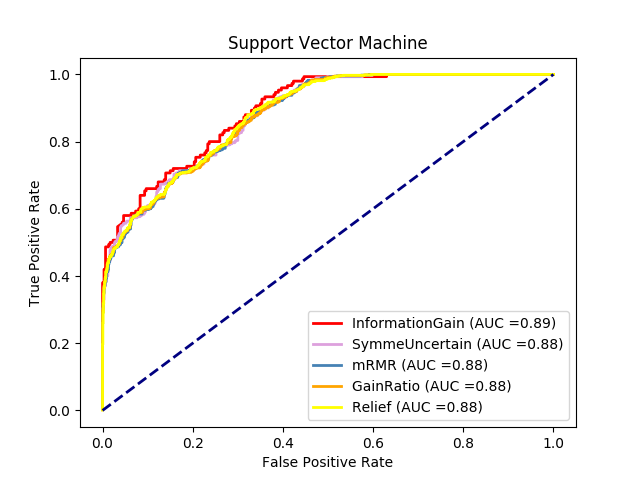 Support Vector Machine
True Positive Rate
1.0
0.8
0.6
0.4
0.2
0.0
InformationGain (AUC =0.89)
SymmeUncertain (AUC =0.88)
mRMR (AUC =0.88)
GainRatio (AUC =0.88)
Relief (AUC =0.88)
0.0 0.2 0.4 0.6 0.8 1.0
False Positive Rate